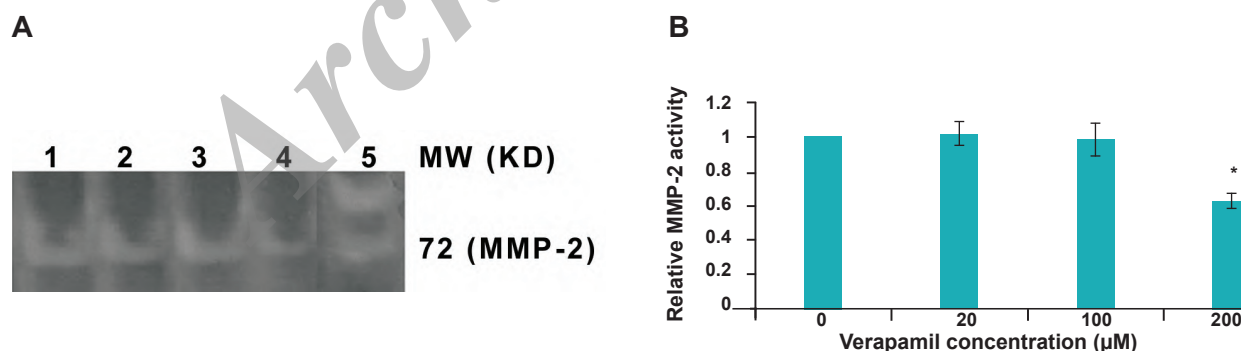 A
Arch
1 2 3 4 5 MW (KD)
72 (MMP-2)
B
Relative MMP-2 activity
1.2
1
0.8
0.6
0.4
0.2
0
*
0 20 100 200
Verapamil concentration (µM)